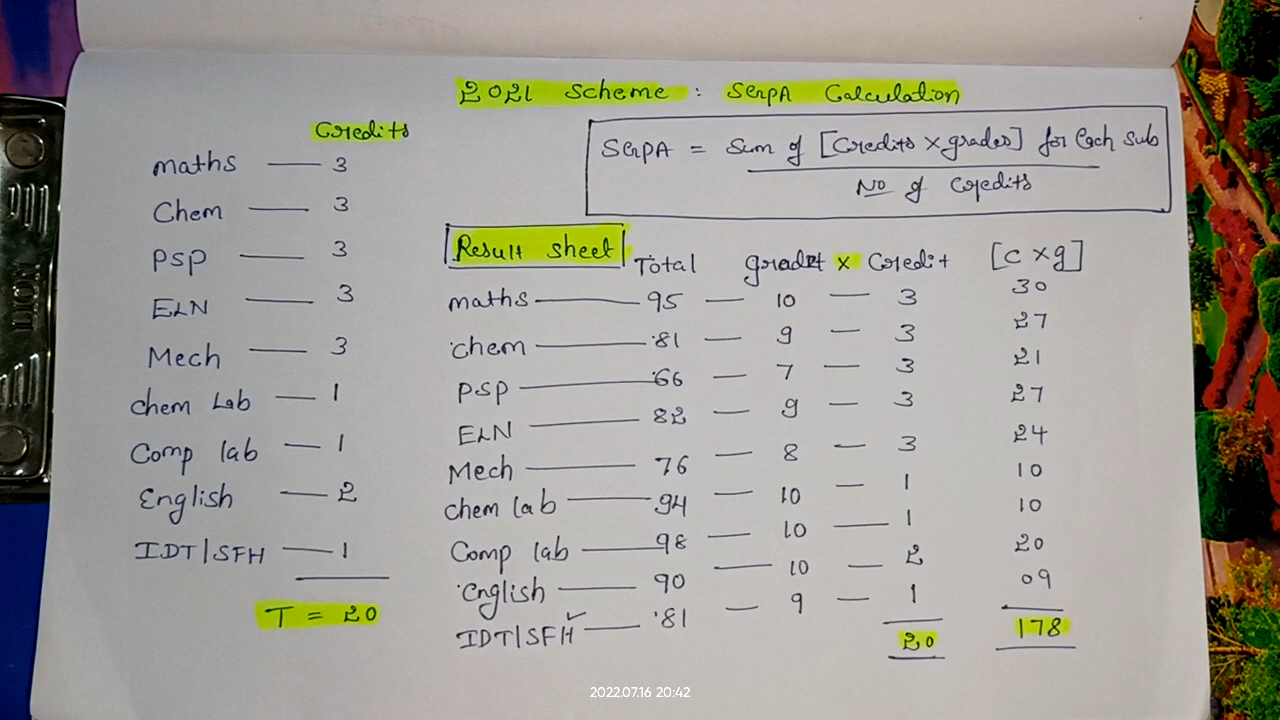 2021 Scheme : SGPA Calculation
Credits
maths — 3
Chem — 3
PSP — 3
ELN — 3
Mech — 3
chem Lab — 1
Comp lab — 1
English — 2
IDT/SFH — 1
T = 20
SGPA = Sum of [Credits x grades] for each sub
No of Credits
Result sheet
Total grade x Credit [c x g]
maths — 95 — 10 — 3 30
chem — 81 — 9 — 3 27
PSP — 66 — 7 — 3 21
ELN — 82 — 9 — 3 27
Mech — 76 — 8 — 3 24
chem lab — 94 — 10 — 1 10
Comp lab — 98 — 10 — 1 10
English — 90 — 10 — 2 20
IDT/SFH — 81 — 9 — 1 09
20 178
2022.07.16 20:42